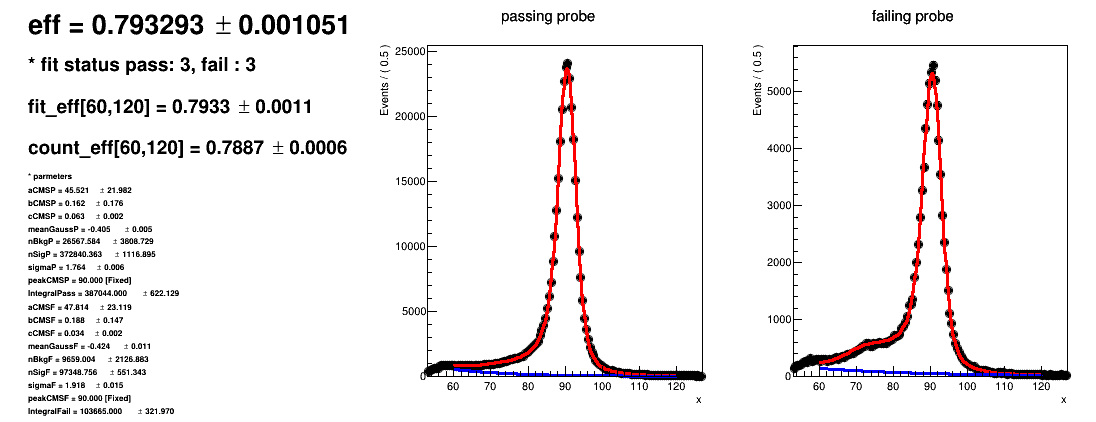 eff = 0.793293 ± 0.001051
* fit status pass: 3, fail : 3
fit_eff[60,120] = 0.7933 ± 0.0011
count_eff[60,120] = 0.7887 ± 0.0006
* parmeters
aCMSP = 45.521 ± 21.982
bCMSP = 0.162 ± 0.176
cCMSP = 0.063 ± 0.002
meanGaussP = -0.405 ± 0.005
nBkgP = 26567.584 ± 3808.729
nSigP = 372840.363 ± 1116.895
sigmaP = 1.764 ± 0.006
peakCMSP = 90.000 [Fixed]
IntegralPass = 387044.000 ± 622.129
aCMSF = 47.814 ± 23.119
bCMSF = 0.188 ± 0.147
cCMSF = 0.034 ± 0.002
meanGaussF = -0.424 ± 0.011
nBkgF = 9659.004 ± 2126.883
nSigF = 97348.756 ± 551.343
sigmaF = 1.918 ± 0.015
peakCMSF = 90.000 [Fixed]
IntegralFail = 103665.000 ± 321.970
passing probe
Events / ( 0.5 )
25000
20000
15000
10000
5000
0
60 70 80 90 100 110 120
x
failing probe
Events / ( 0.5 )
5000
4000
3000
2000
1000
0
60 70 80 90 100 110 120
x